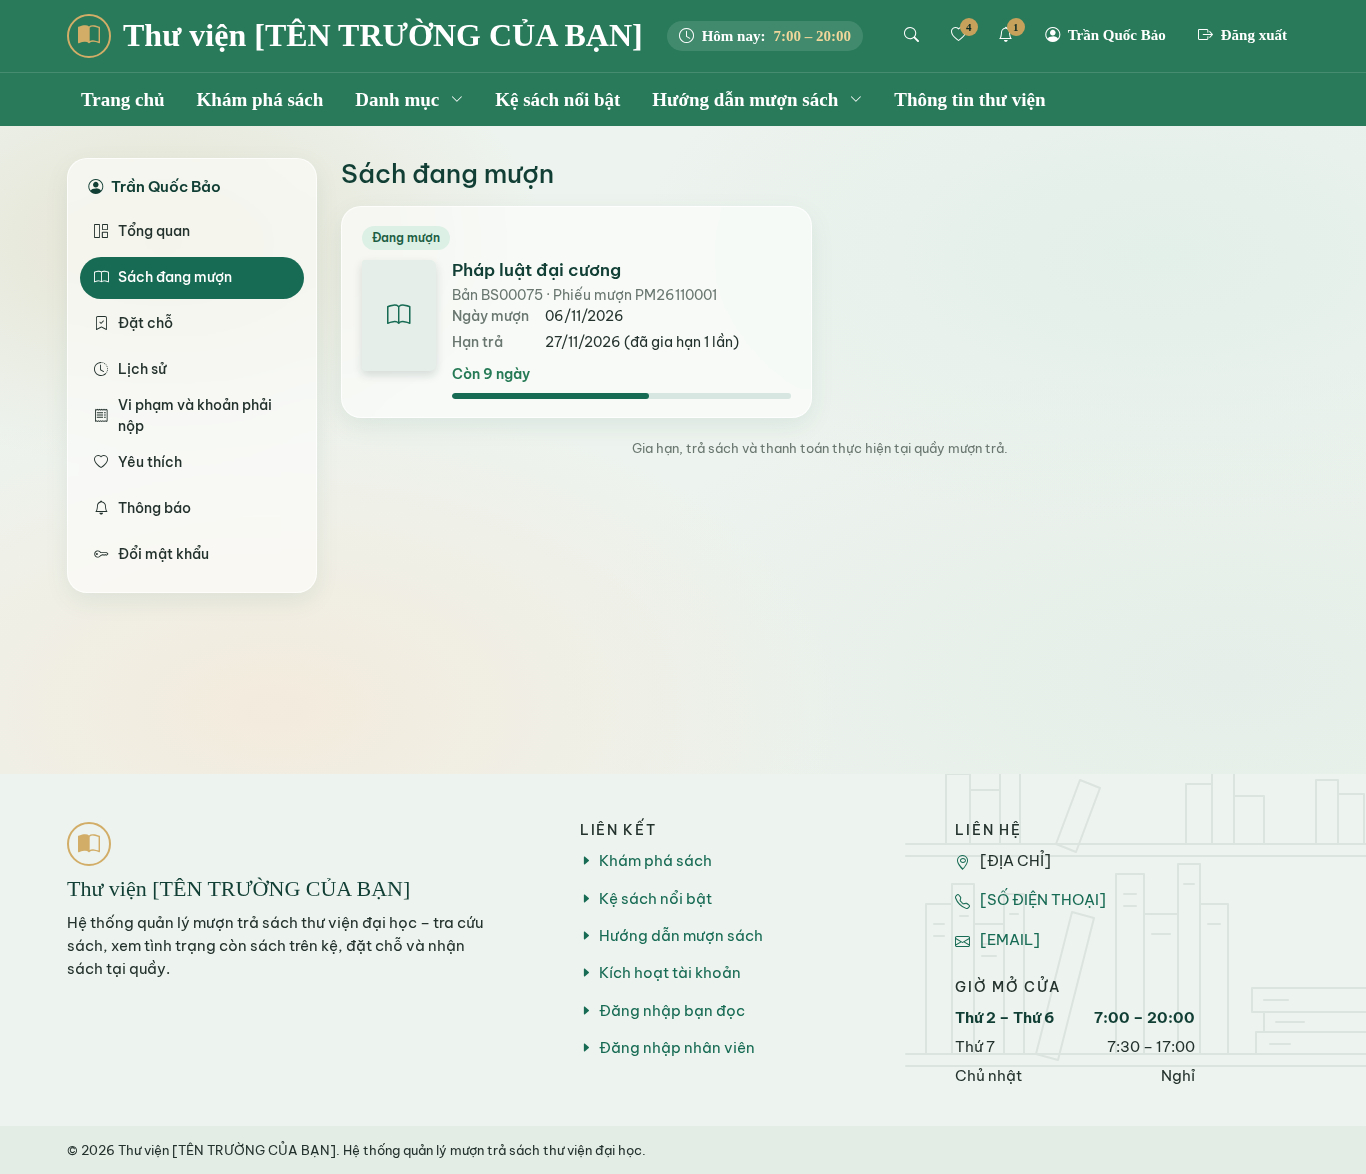 Thư viện [TÊN TRƯỜNG CỦA BẠN]
Hôm nay: 7:00 – 20:00
4
1
Trần Quốc Bảo
Đăng xuất
Trang chủ
Khám phá sách
Danh mục
Kệ sách nổi bật
Hướng dẫn mượn sách
Thông tin thư viện
Trần Quốc Bảo
Tổng quan
Sách đang mượn
Đặt chỗ
Lịch sử
Vi phạm và khoản phải
nộp
Yêu thích
Thông báo
Đổi mật khẩu
Sách đang mượn
Đang mượn
Pháp luật đại cương
Bản BS00075 · Phiếu mượn PM26110001
Ngày mượn 06/11/2026
Hạn trả 27/11/2026 (đã gia hạn 1 lần)
Còn 9 ngày
Gia hạn, trả sách và thanh toán thực hiện tại quầy mượn trả.
Thư viện [TÊN TRƯỜNG CỦA BẠN]
Hệ thống quản lý mượn trả sách thư viện đại học – tra cứu
sách, xem tình trạng còn sách trên kệ, đặt chỗ và nhận
sách tại quầy.
LIÊN KẾT
Khám phá sách
Kệ sách nổi bật
Hướng dẫn mượn sách
Kích hoạt tài khoản
Đăng nhập bạn đọc
Đăng nhập nhân viên
LIÊN HỆ
[ĐỊA CHỈ]
[SỐ ĐIỆN THOẠI]
[EMAIL]
GIỜ MỞ CỬA
Thứ 2 – Thứ 6 7:00 – 20:00
Thứ 7 7:30 – 17:00
Chủ nhật Nghỉ
© 2026 Thư viện [TÊN TRƯỜNG CỦA BẠN]. Hệ thống quản lý mượn trả sách thư viện đại học.